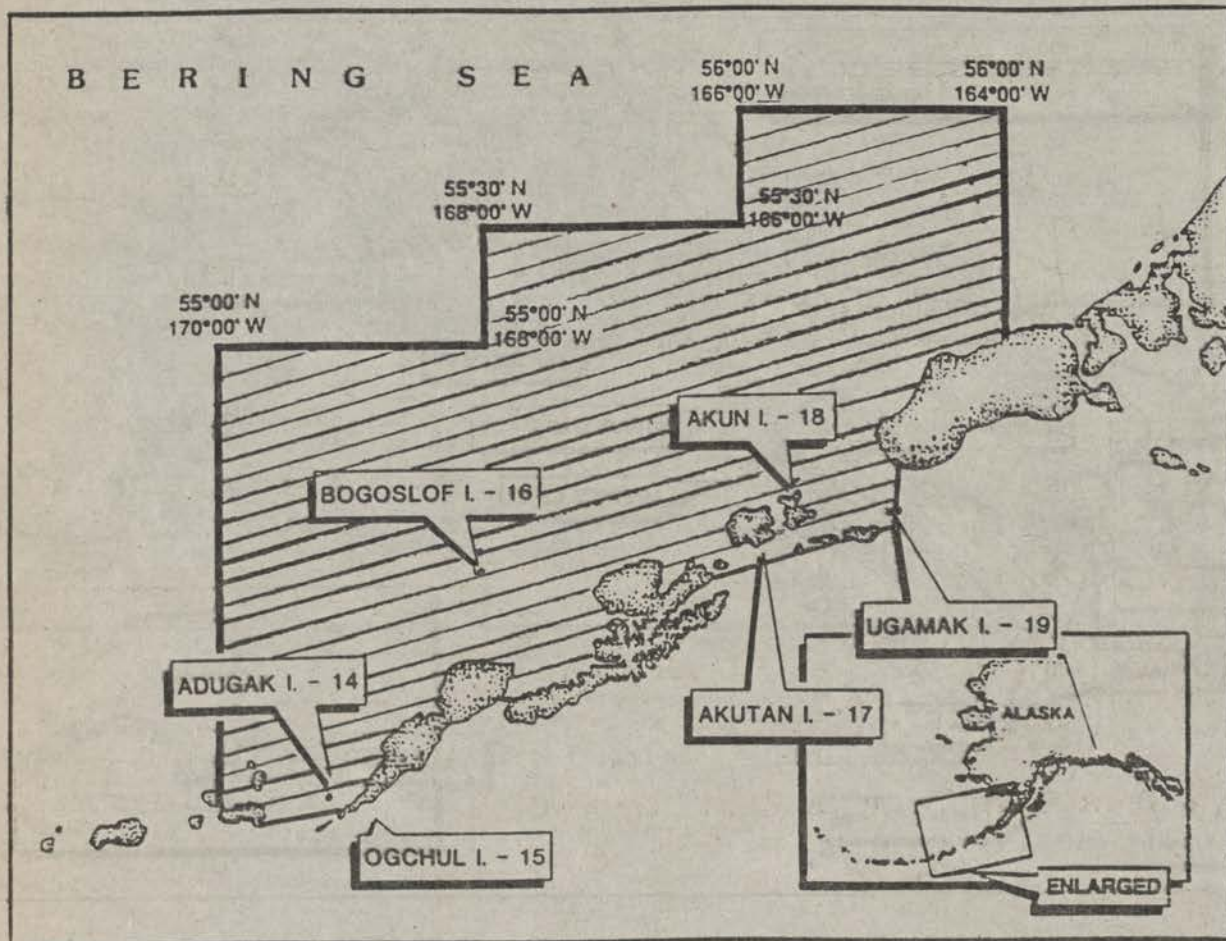 BERING SEA
56°00' N
166°00' W
56°00' N
164°00' W
55°30' N
168°00' W
55°30' N
166°00' W
55°00' N
170°00' W
55°00' N
168°00' W
AKUN I. - 18
BOGOSLOF I. - 16
UGAMAK I. - 19
ADUGAK I. - 14
AKUTAN I. - 17
ALASKA
OGCHUL I. - 15
ENLARGED